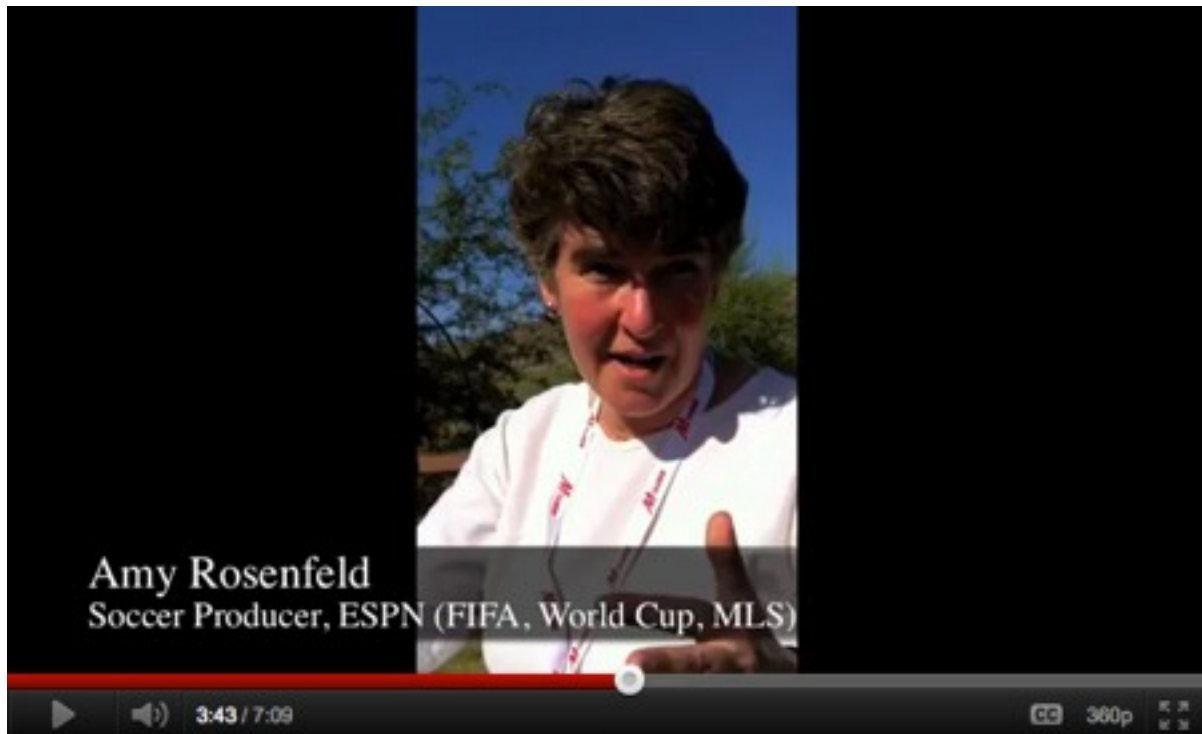 Amy Rosenfeld
Soccer Producer, ESPN (FIFA, World Cup, MLS)
3:43 / 7:09
CC
360p